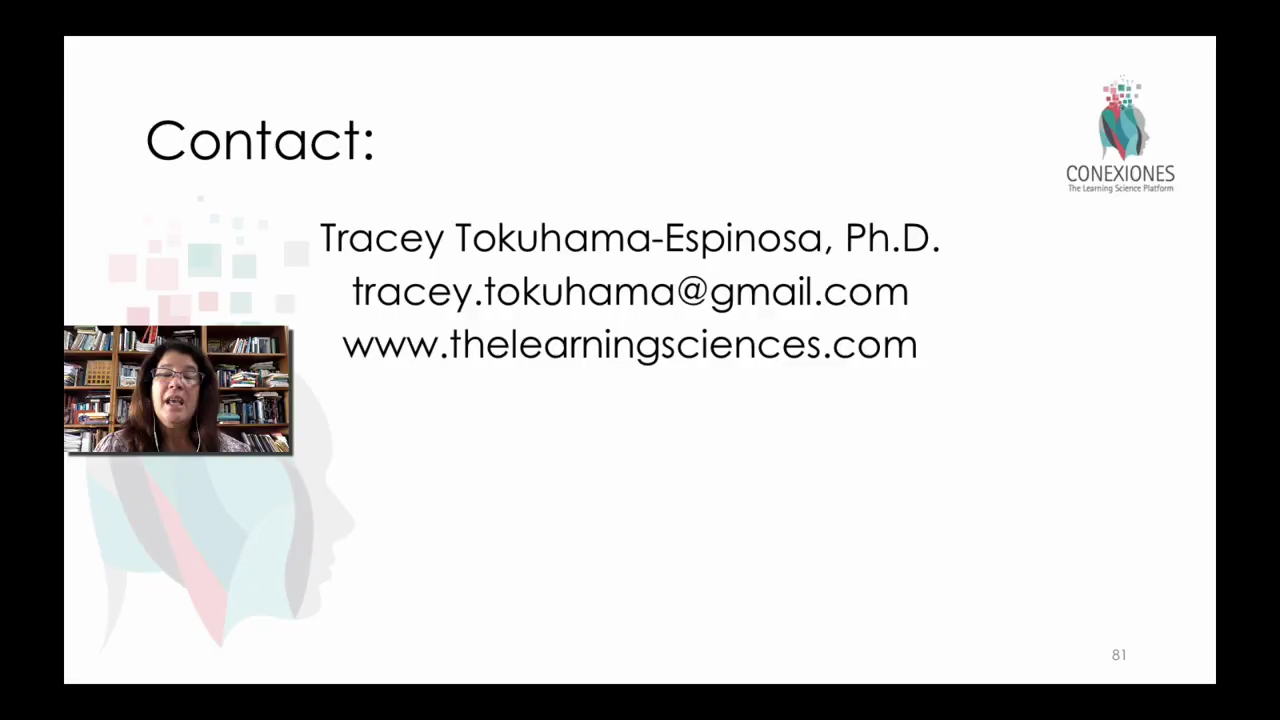 Contact:
CONEXIONES
The Learning Science Platform
Tracey Tokuhama-Espinosa, Ph.D.
tracey.tokuhama@gmail.com
www.thelearningsciences.com
81